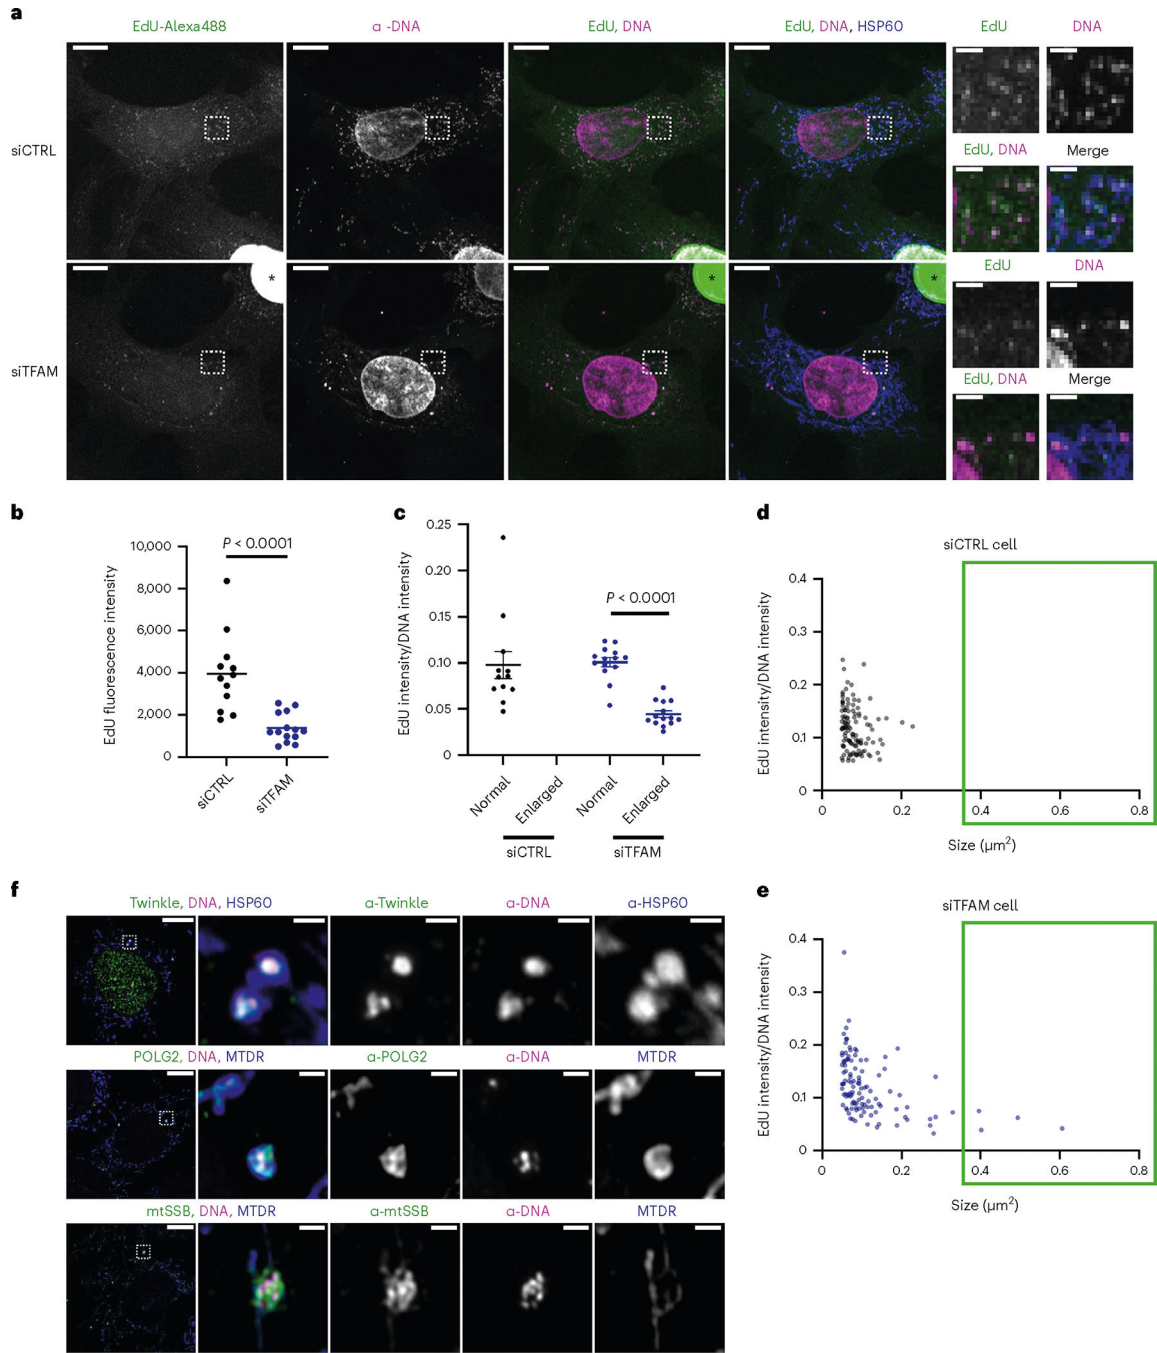 a
EdU-Alexa488
α -DNA
EdU, DNA
EdU, DNA, HSP60
EdU
DNA
siCTRL
EdU, DNA
Merge
*
*
*
EdU
DNA
siTFAM
EdU, DNA
Merge
b
EdU fluorescence intensity
10,000
8,000
6,000
4,000
2,000
0
P < 0.0001
siCTRL
siTFAM
c
EdU intensity/DNA intensity
0.25
0.20
0.15
0.10
0.05
0
P < 0.0001
Normal
Enlarged
Normal
Enlarged
siCTRL
siTFAM
d
siCTRL cell
EdU intensity/DNA intensity
0.4
0.3
0.2
0.1
0
0
0.2
0.4
0.6
0.8
Size (µm²)
e
siTFAM cell
EdU intensity/DNA intensity
0.4
0.3
0.2
0.1
0
0
0.2
0.4
0.6
0.8
Size (µm²)
f
Twinkle, DNA, HSP60
α-Twinkle
α-DNA
α-HSP60
POLG2, DNA, MTDR
α-POLG2
α-DNA
MTDR
mtSSB, DNA, MTDR
α-mtSSB
α-DNA
MTDR